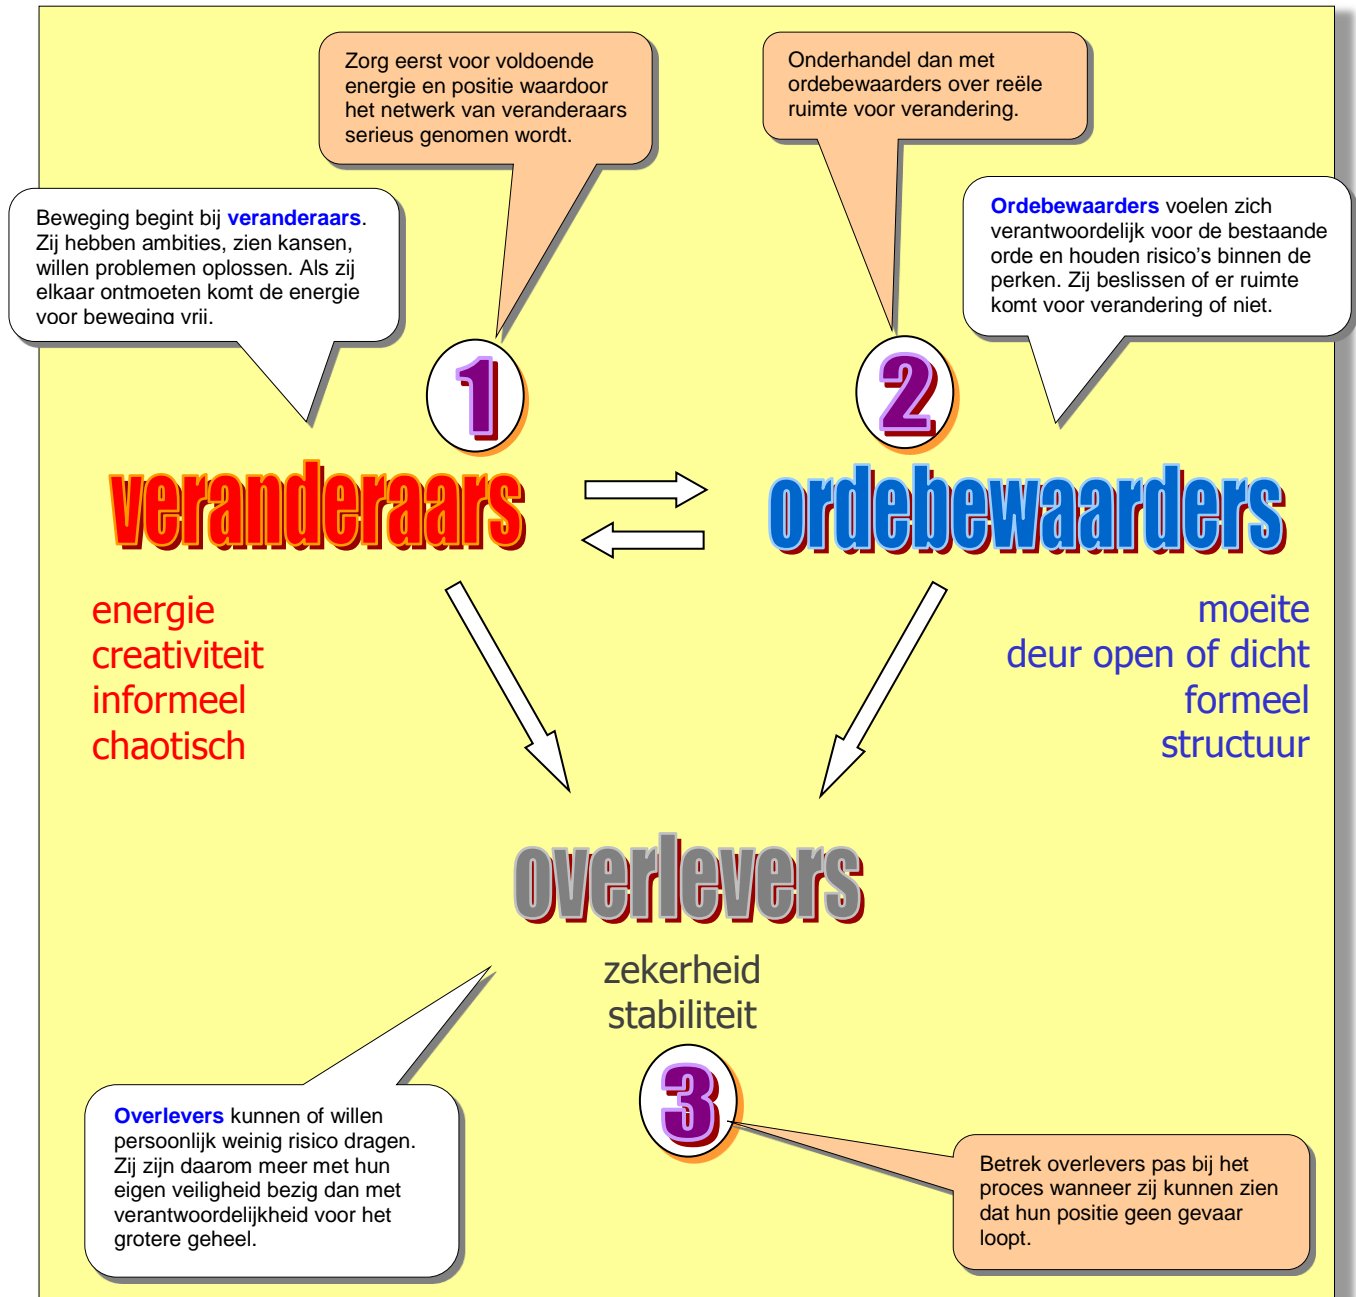 Zorg eerst voor voldoende
energie en positie waardoor
het netwerk van veranderaars
serieus genomen wordt.
Onderhandel dan met
ordebewaarders over reële
ruimte voor verandering.
Beweging begint bij veranderaars.
Zij hebben ambities, zien kansen,
willen problemen oplossen. Als zij
elkaar ontmoeten komt de energie
voor beweging vrij.
Ordebewaarders voelen zich
verantwoordelijk voor de bestaande
orde en houden risico's binnen de
perken. Zij beslissen of er ruimte
komt voor verandering of niet.
1
2
veranderaars
ordebewaarders
energie
creativiteit
informeel
chaotisch
moeite
deur open of dicht
formeel
structuur
overlevers
zekerheid
stabiliteit
3
Overlevers kunnen of willen
persoonlijk weinig risico dragen.
Zij zijn daarom meer met hun
eigen veiligheid bezig dan met
verantwoordelijkheid voor het
grotere geheel.
Betrek overlevers pas bij het
proces wanneer zij kunnen zien
dat hun positie geen gevaar
loopt.